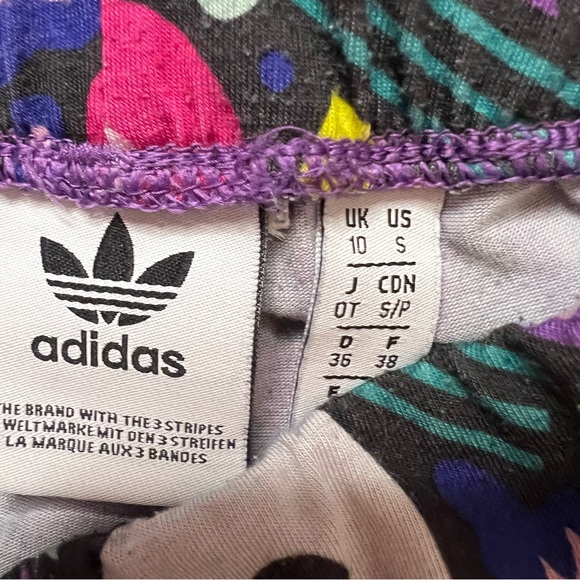 adidas
THE BRAND WITH THE 3 STRIPES
WELTMARKE MIT DEN 3 STREIFEN
LA MARQUE AUX 3 BANDES
UK US
10 S
J CDN
OT S/P
D F
36 38